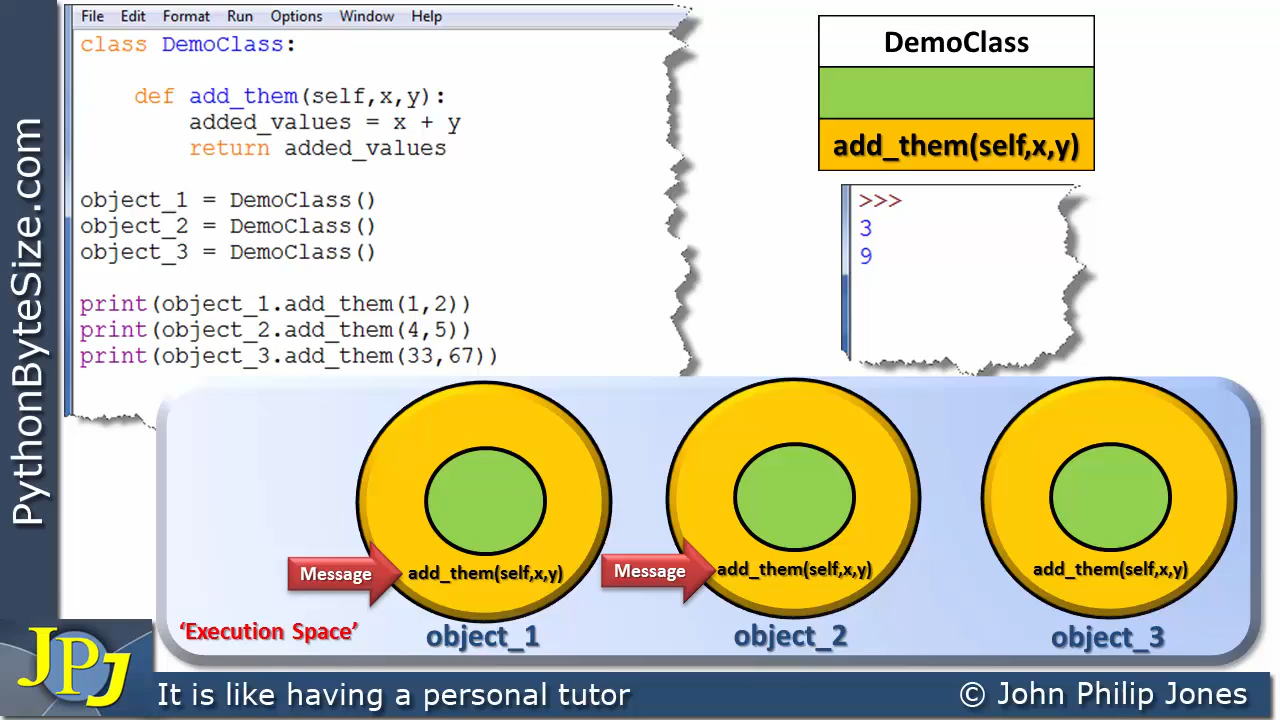 PythonByteSize.com
File Edit Format Run Options Window Help
class DemoClass:
def add_them(self,x,y):
added_values = x + y
return added_values
object_1 = DemoClass()
object_2 = DemoClass()
object_3 = DemoClass()
print(object_1.add_them(1,2))
print(object_2.add_them(4,5))
print(object_3.add_them(33,67))
DemoClass
add_them(self,x,y)
>>>
3
9
Message
add_them(self,x,y)
Message
add_them(self,x,y)
add_them(self,x,y)
'Execution Space'
object_1
object_2
object_3
JPJ
It is like having a personal tutor
© John Philip Jones